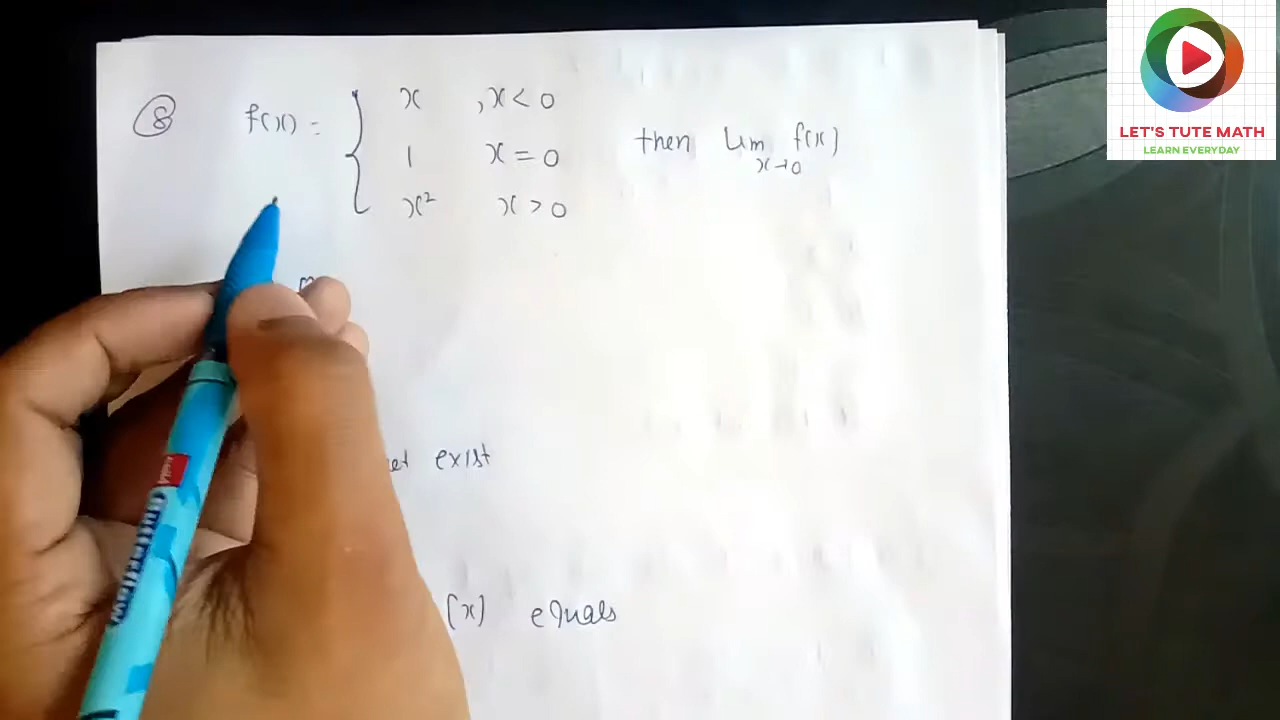 8 f(x) = { x , x < 0
1 x = 0
x² x > 0
then lim f(x)
x→0
exist
[x] equals
LET'S TUTE MATH
LEARN EVERYDAY